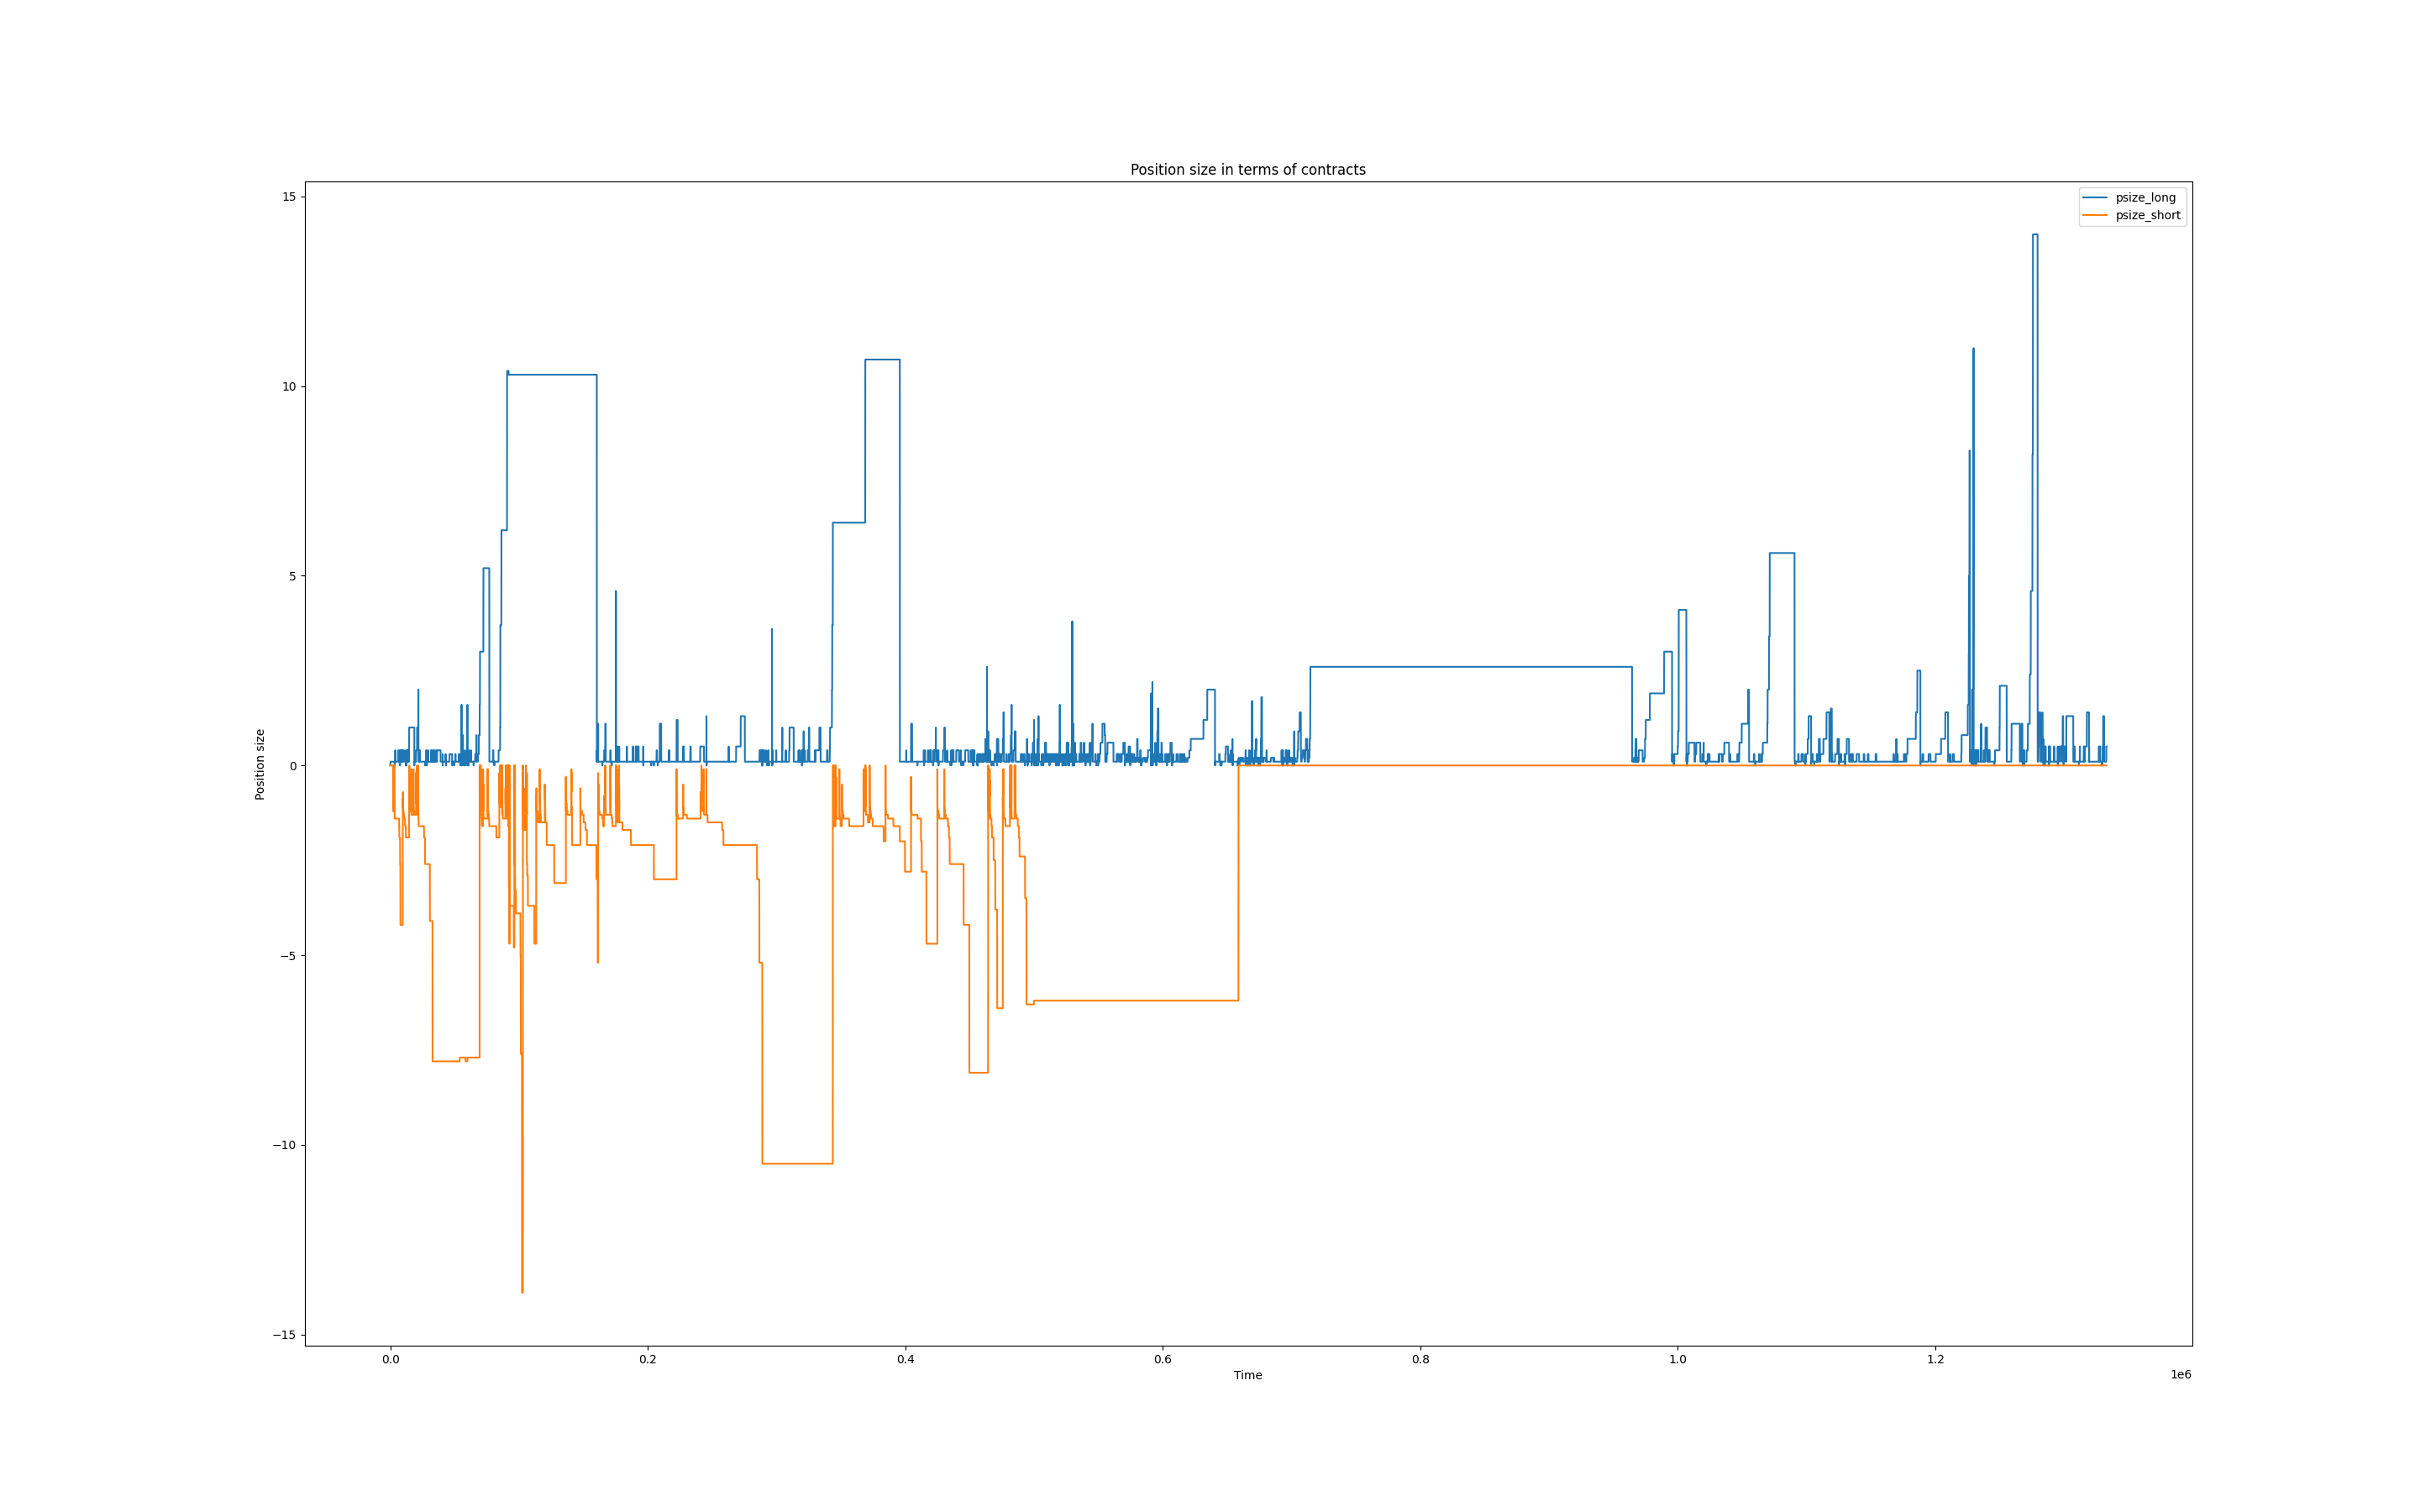 Position size in terms of contracts
psize_long
psize_short
15
10
5
0
−5
−10
−15
Position size
0.0 0.2 0.4 0.6 0.8 1.0 1.2
Time
1e6